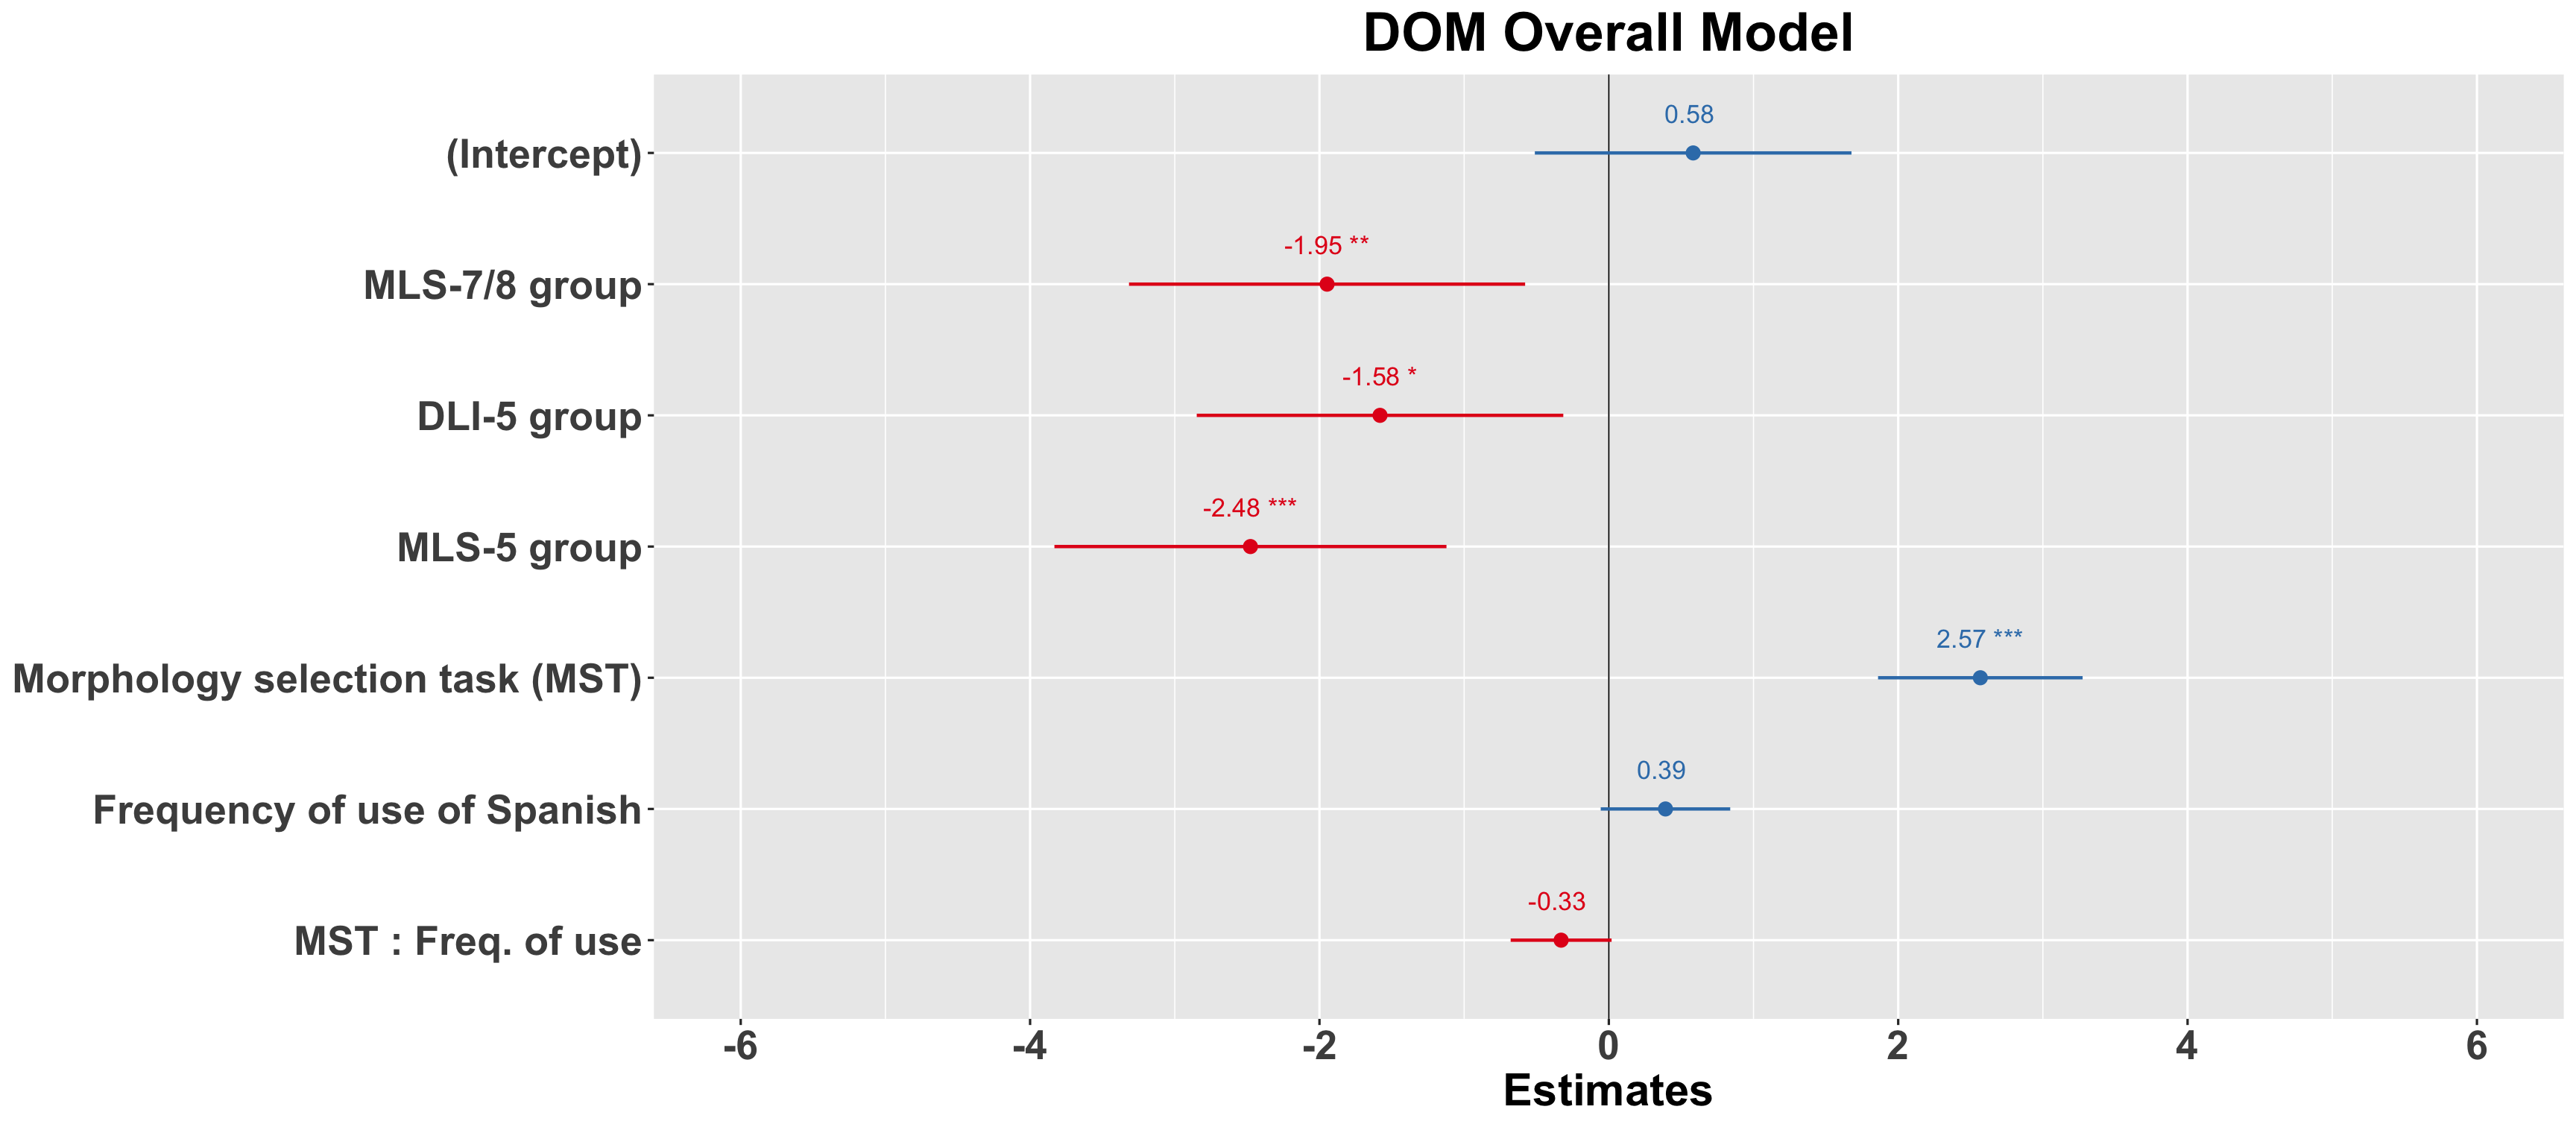 DOM Overall Model
(Intercept)
0.58
MLS-7/8 group
-1.95 **
DLI-5 group
-1.58 *
MLS-5 group
-2.48 ***
Morphology selection task (MST)
2.57 ***
Frequency of use of Spanish
0.39
MST : Freq. of use
-0.33
-6 -4 -2 0 2 4 6
Estimates